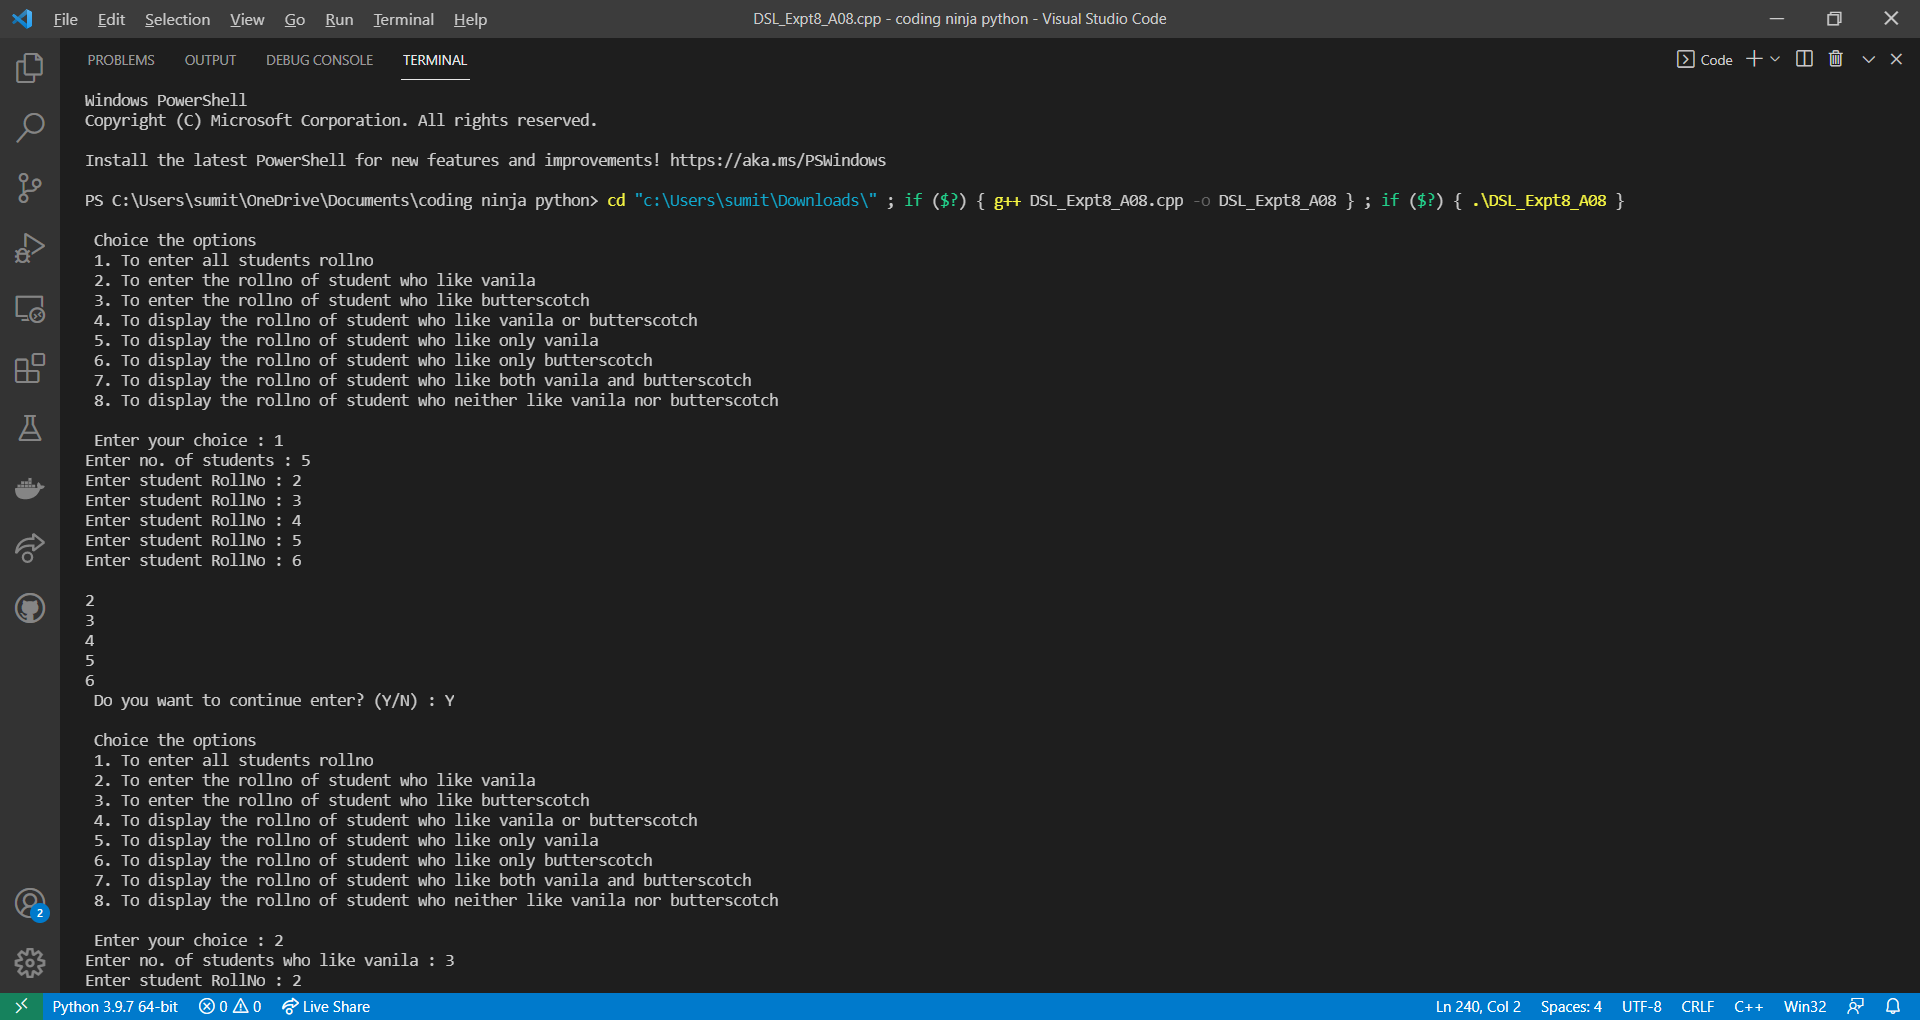 File Edit Selection View Go Run Terminal Help
DSL_Expt8_A08.cpp - coding ninja python - Visual Studio Code
PROBLEMS OUTPUT DEBUG CONSOLE TERMINAL
Code
Windows PowerShell
Copyright (C) Microsoft Corporation. All rights reserved.
Install the latest PowerShell for new features and improvements! https://aka.ms/PSWindows
PS C:\Users\sumit\OneDrive\Documents\coding ninja python> cd "c:\Users\sumit\Downloads\" ; if ($?) { g++ DSL_Expt8_A08.cpp -o DSL_Expt8_A08 } ; if ($?) { .\DSL_Expt8_A08 }
Choice the options
1. To enter all students rollno
2. To enter the rollno of student who like vanila
3. To enter the rollno of student who like butterscotch
4. To display the rollno of student who like vanila or butterscotch
5. To display the rollno of student who like only vanila
6. To display the rollno of student who like only butterscotch
7. To display the rollno of student who like both vanila and butterscotch
8. To display the rollno of student who neither like vanila nor butterscotch
Enter your choice : 1
Enter no. of students : 5
Enter student RollNo : 2
Enter student RollNo : 3
Enter student RollNo : 4
Enter student RollNo : 5
Enter student RollNo : 6
2
3
4
5
6
Do you want to continue enter? (Y/N) : Y
Choice the options
1. To enter all students rollno
2. To enter the rollno of student who like vanila
3. To enter the rollno of student who like butterscotch
4. To display the rollno of student who like vanila or butterscotch
5. To display the rollno of student who like only vanila
6. To display the rollno of student who like only butterscotch
7. To display the rollno of student who like both vanila and butterscotch
8. To display the rollno of student who neither like vanila nor butterscotch
Enter your choice : 2
Enter no. of students who like vanila : 3
Enter student RollNo : 2
2
Python 3.9.7 64-bit 0 0 Live Share
Ln 240, Col 2 Spaces: 4 UTF-8 CRLF C++ Win32